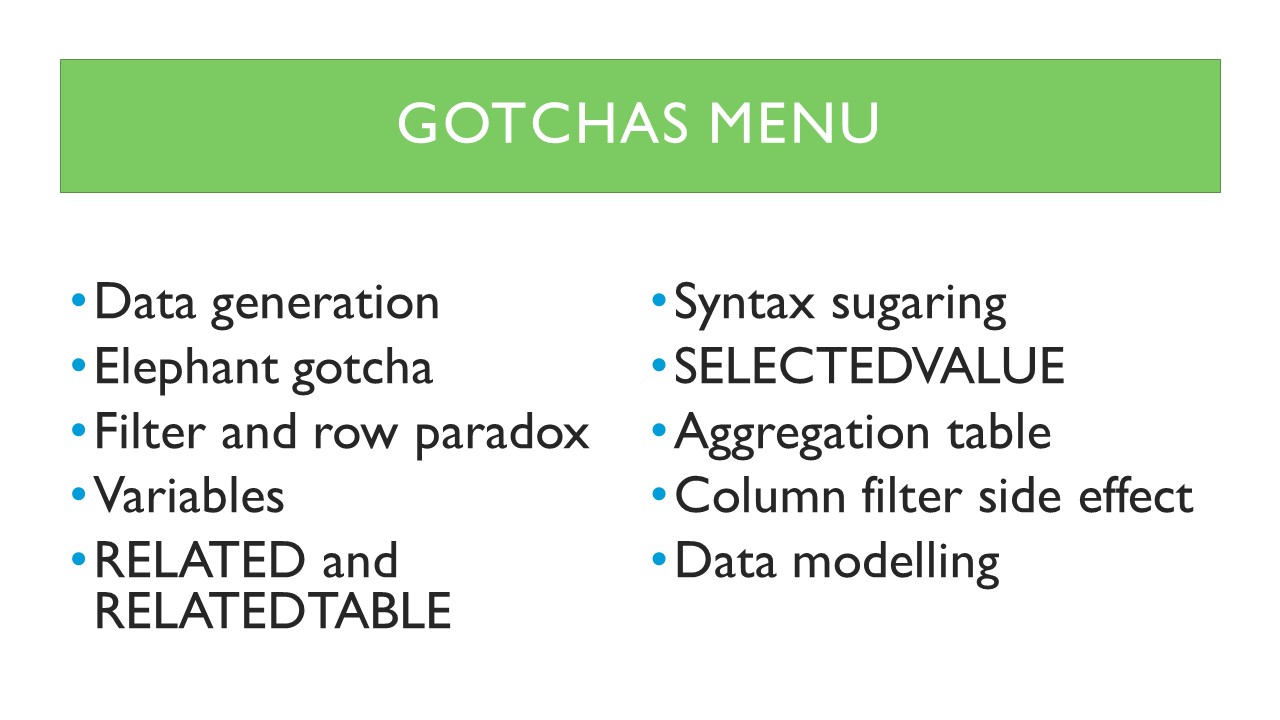 GOTCHAS MENU
• Data generation
• Elephant gotcha
• Filter and row paradox
• Variables
• RELATED and
RELATEDTABLE
• Syntax sugaring
• SELECTEDVALUE
• Aggregation table
• Column filter side effect
• Data modelling